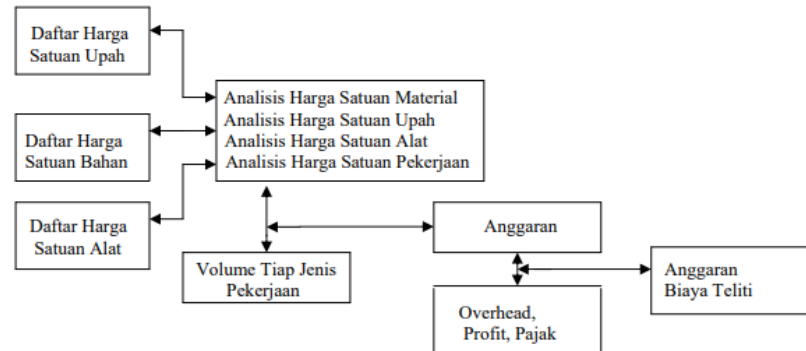 Daftar Harga
Satuan Upah
Analisis Harga Satuan Material
Analisis Harga Satuan Upah
Analisis Harga Satuan Alat
Analisis Harga Satuan Pekerjaan
Daftar Harga
Satuan Bahan
Daftar Harga
Satuan Alat
Anggaran
Volume Tiap Jenis
Pekerjaan
Anggaran
Biaya Teliti
Overhead,
Profit, Pajak